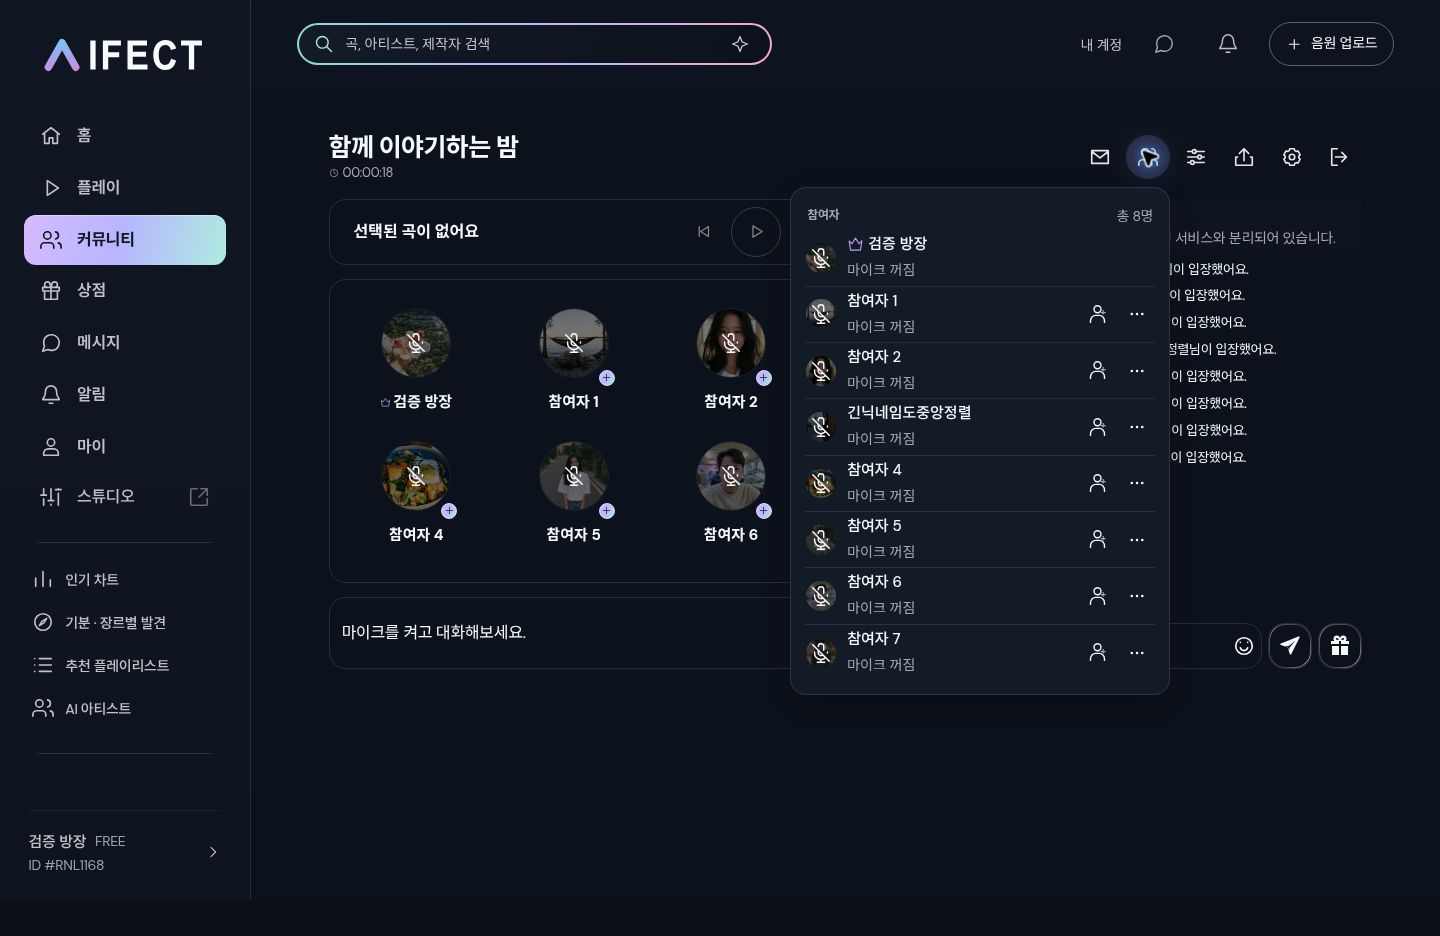 AIFECT
곡, 아티스트, 제작자 검색
내 계정
음원 업로드
홈
플레이
커뮤니티
상점
메시지
알림
마이
스튜디오
인기 차트
기분 · 장르별 발견
추천 플레이리스트
AI 아티스트
검증 방장 FREE
ID #RNL1168
함께 이야기하는 밤
00:00:18
선택된 곡이 없어요
검증 방장
참여자 1
참여자 2
참여자 4
참여자 5
참여자 6
마이크를 켜고 대화해보세요.
참여자
총 8명
검증 방장
마이크 꺼짐
참여자 1
마이크 꺼짐
참여자 2
마이크 꺼짐
긴닉네임도중앙정렬
마이크 꺼짐
참여자 4
마이크 꺼짐
참여자 5
마이크 꺼짐
참여자 6
마이크 꺼짐
참여자 7
마이크 꺼짐
서비스와 분리되어 있습니다.
이 입장했어요.
이 입장했어요.
이 입장했어요.
정렬님이 입장했어요.
이 입장했어요.
이 입장했어요.
이 입장했어요.
이 입장했어요.